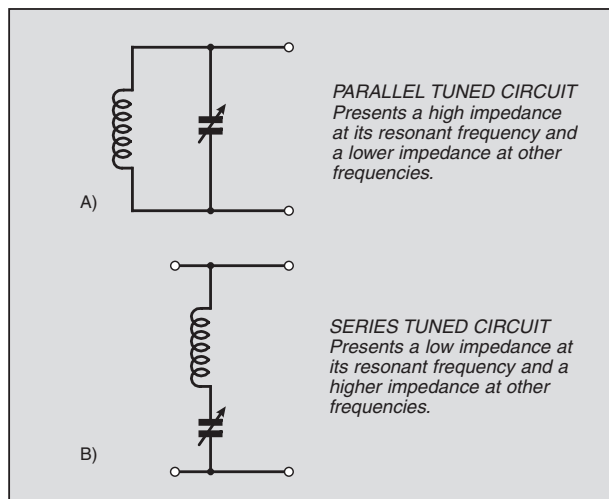 PARALLEL TUNED CIRCUIT
Presents a high impedance
at its resonant frequency and
a lower impedance at other
frequencies.
A)
SERIES TUNED CIRCUIT
Presents a low impedance at
its resonant frequency and a
higher impedance at other
frequencies.
B)